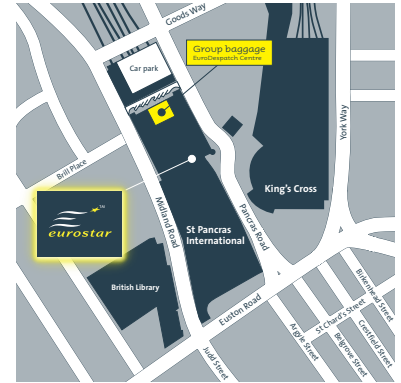 Goods Way
Group baggage
EuroDespatch Centre
Car park
York Way
Brill Place
King's Cross
TM
eurostar
Midland Road
St Pancras
International
Pancras Road
British Library
Euston Road
Birkenhead Street
St Chard's Street
Crestfield Street
Belgrove Street
Argyle Street
Judd Street